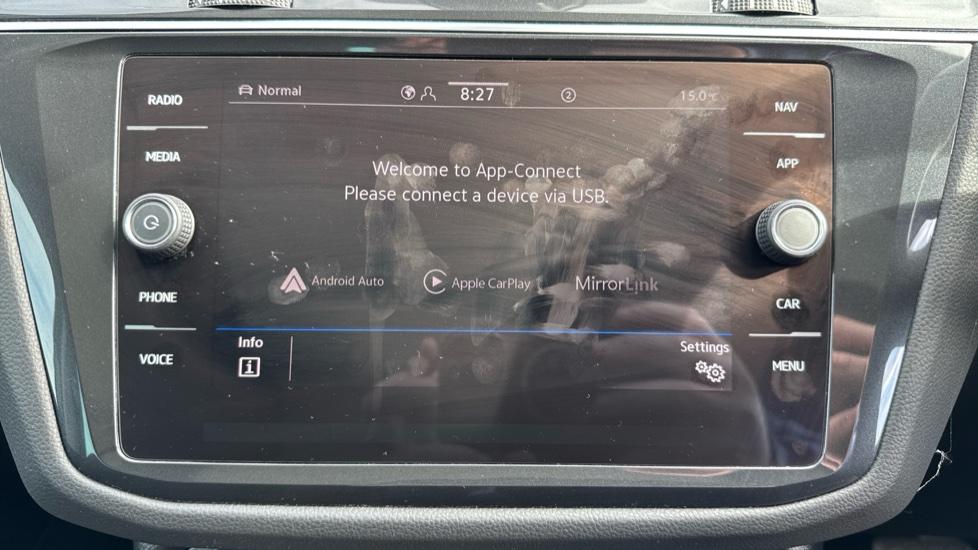 RADIO
MEDIA
PHONE
VOICE
Normal
8:27
2
15.0°C
Welcome to App-Connect
Please connect a device via USB.
Android Auto
Apple CarPlay
MirrorLink
Info
i
Settings
NAV
APP
CAR
MENU